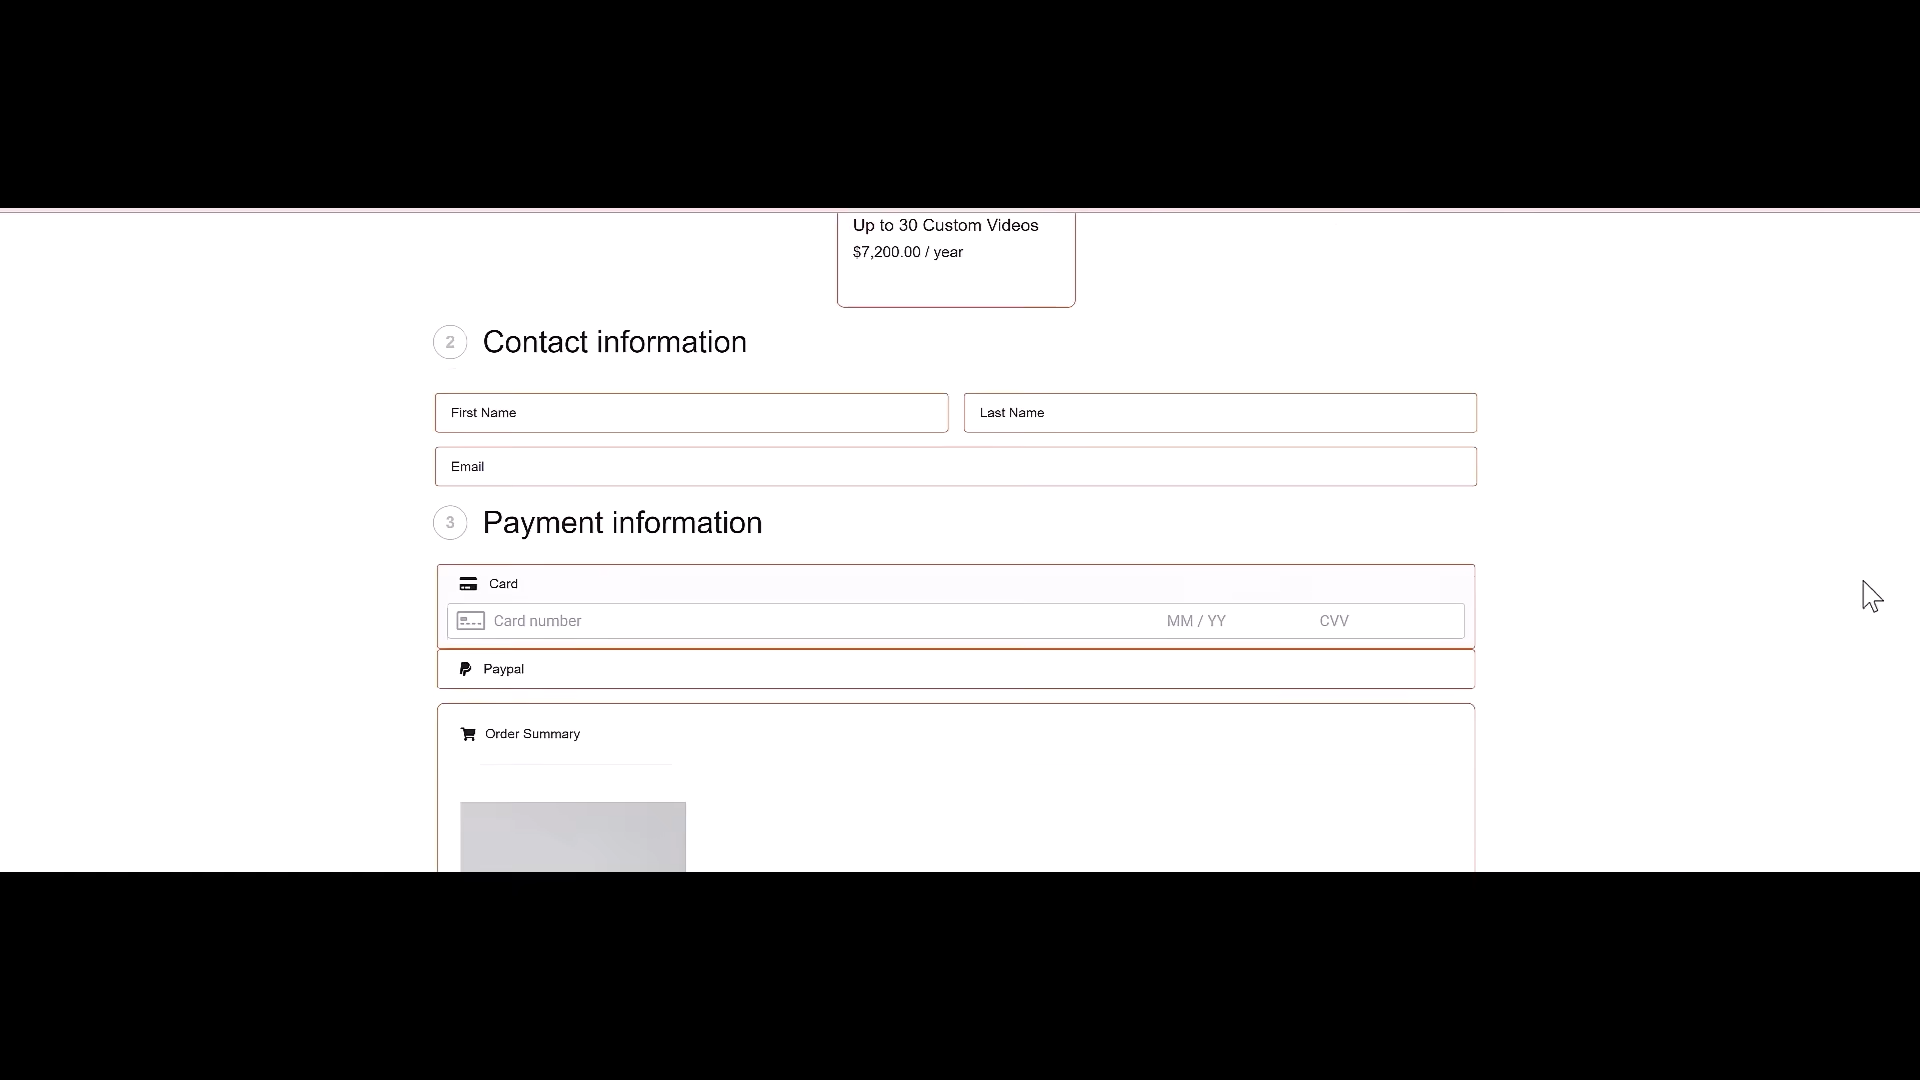 Up to 30 Custom Videos
$7,200.00 / year
2 Contact information
First Name Last Name
Email
3 Payment information
Card
Card number MM / YY CVV
Paypal
Order Summary